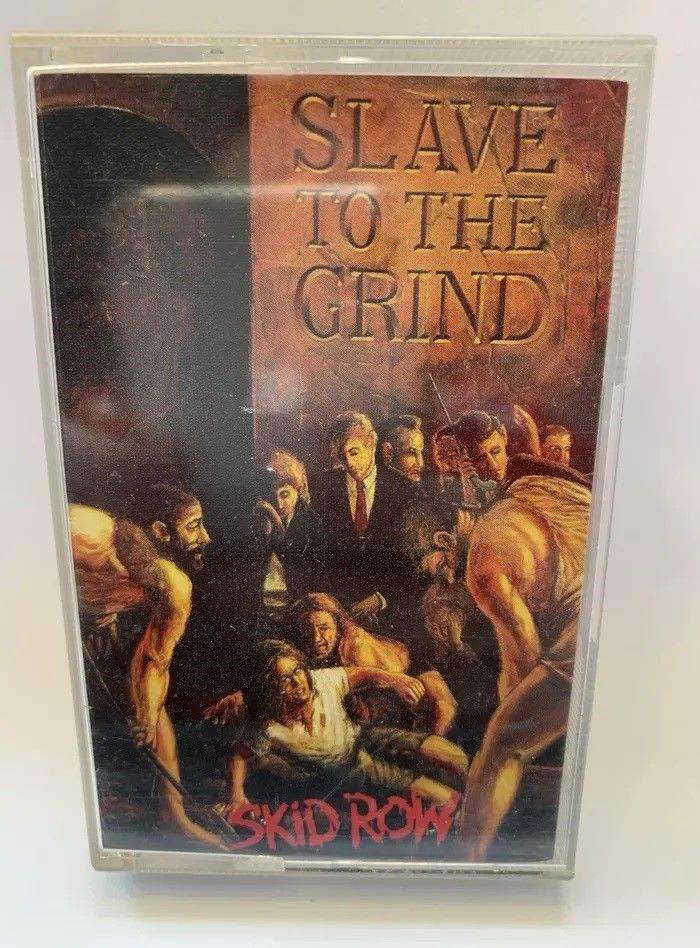 SLAVE
TO THE
GRIND
SKiD ROW